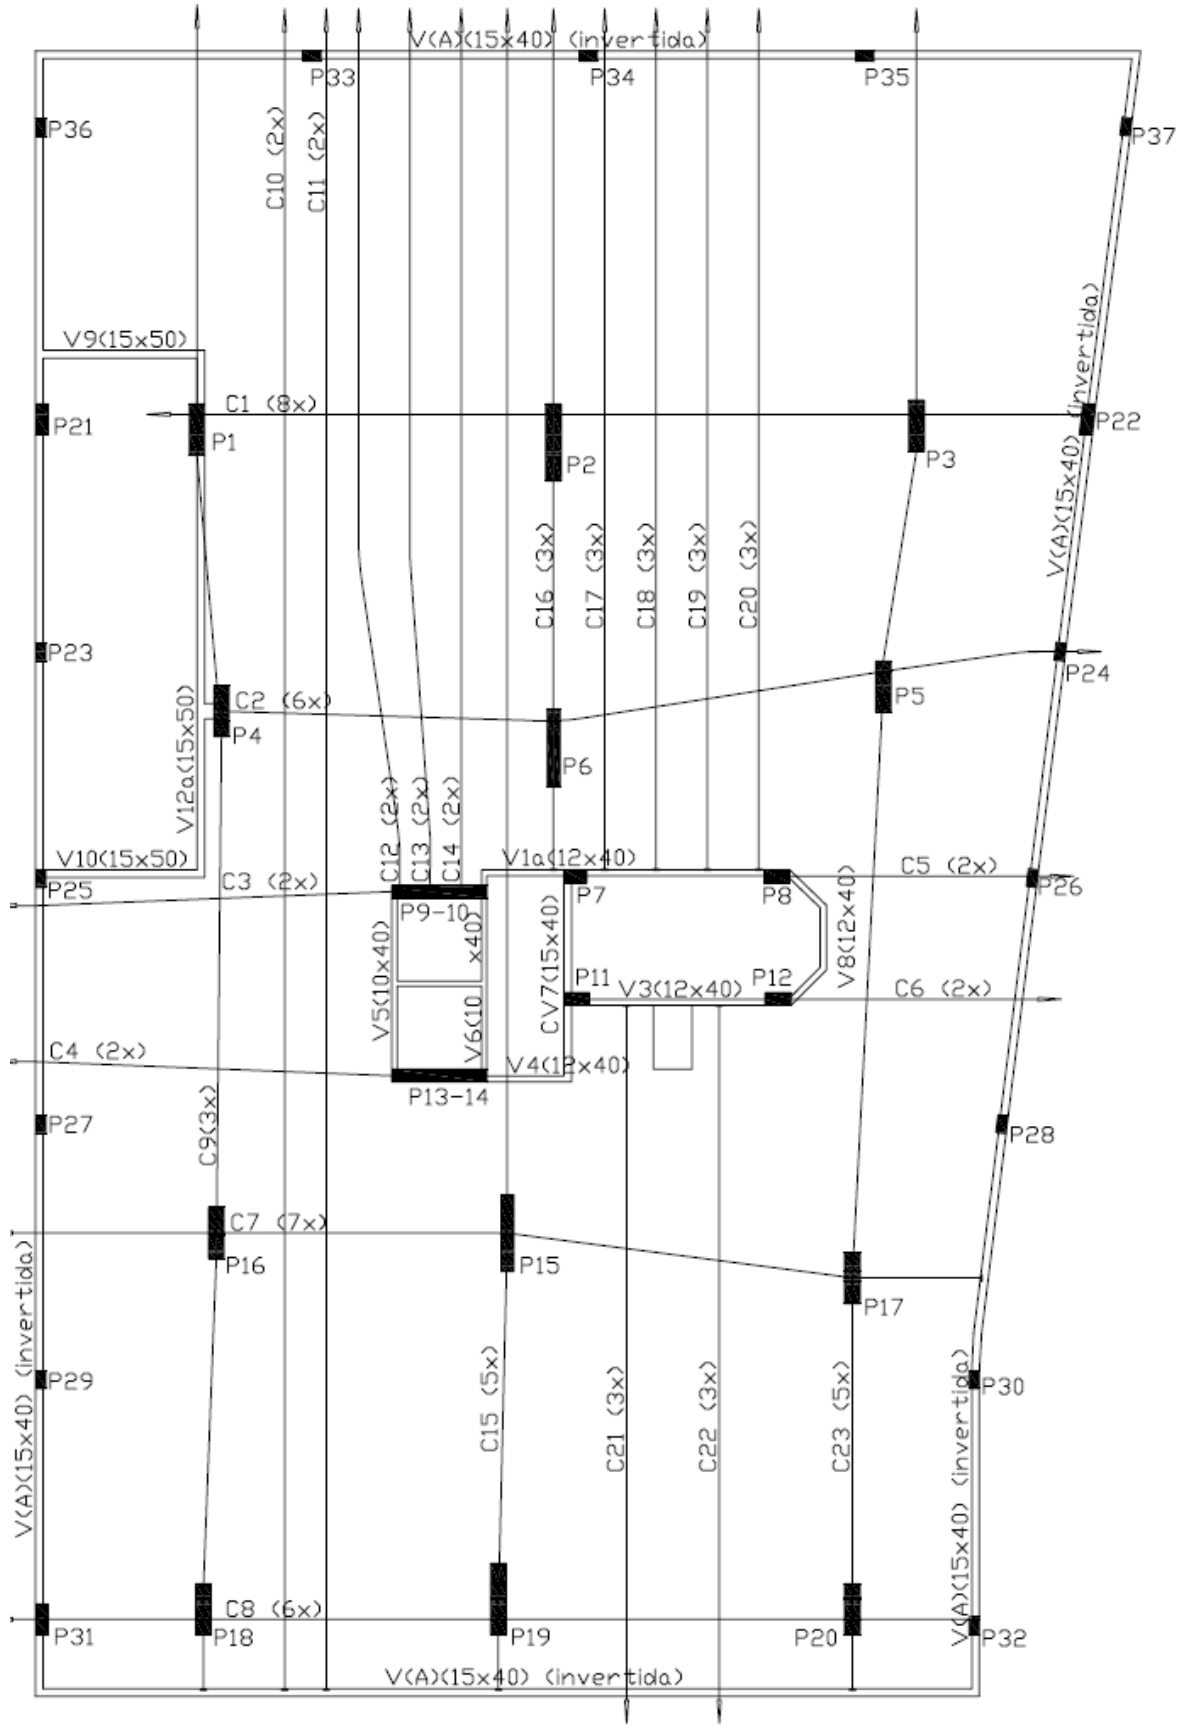 V(A)(15x40) (invertida)
P33
P34
P35
P36
P37
C10 (2x)
C11 (2x)
V9(15x50)
V(A)(15x40) (invertida)
C1 (8x)
P21
P1
P2
P3
P22
C16 (3x)
C17 (3x)
C18 (3x)
C19 (3x)
C20 (3x)
P23
P24
C2 (6x)
P4
P5
P6
V12a(15x50)
C12 (2x)
C13 (2x)
C14 (2x)
V10(15x50)
V1a(12x40)
P25
C3 (2x)
P7
P8
C5 (2x)
P26
P9-10
V5(10x40)
V6(10 x40)
CV7(15x40)
V8(12x40)
P11
V3(12x40)
P12
C6 (2x)
C4 (2x)
V4(12x40)
P13-14
C9(3x)
P27
P28
C7 (7x)
P16
P15
P17
V(A)(15x40) (invertida)
P29
C15 (5x)
C21 (3x)
C22 (3x)
C23 (5x)
V(A)(15x40) (invertida)
P30
C8 (6x)
P31
P18
P19
P20
P32
V(A)(15x40) (invertida)